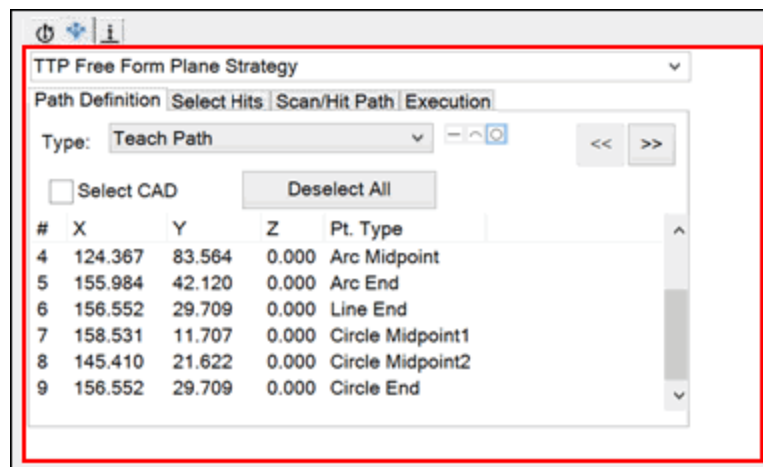 TTP Free Form Plane Strategy
Path Definition Select Hits Scan/Hit Path Execution
Type: Teach Path << >>
Select CAD Deselect All
# X Y Z Pt. Type
4 124.367 83.564 0.000 Arc Midpoint
5 155.984 42.120 0.000 Arc End
6 156.552 29.709 0.000 Line End
7 158.531 11.707 0.000 Circle Midpoint1
8 145.410 21.622 0.000 Circle Midpoint2
9 156.552 29.709 0.000 Circle End